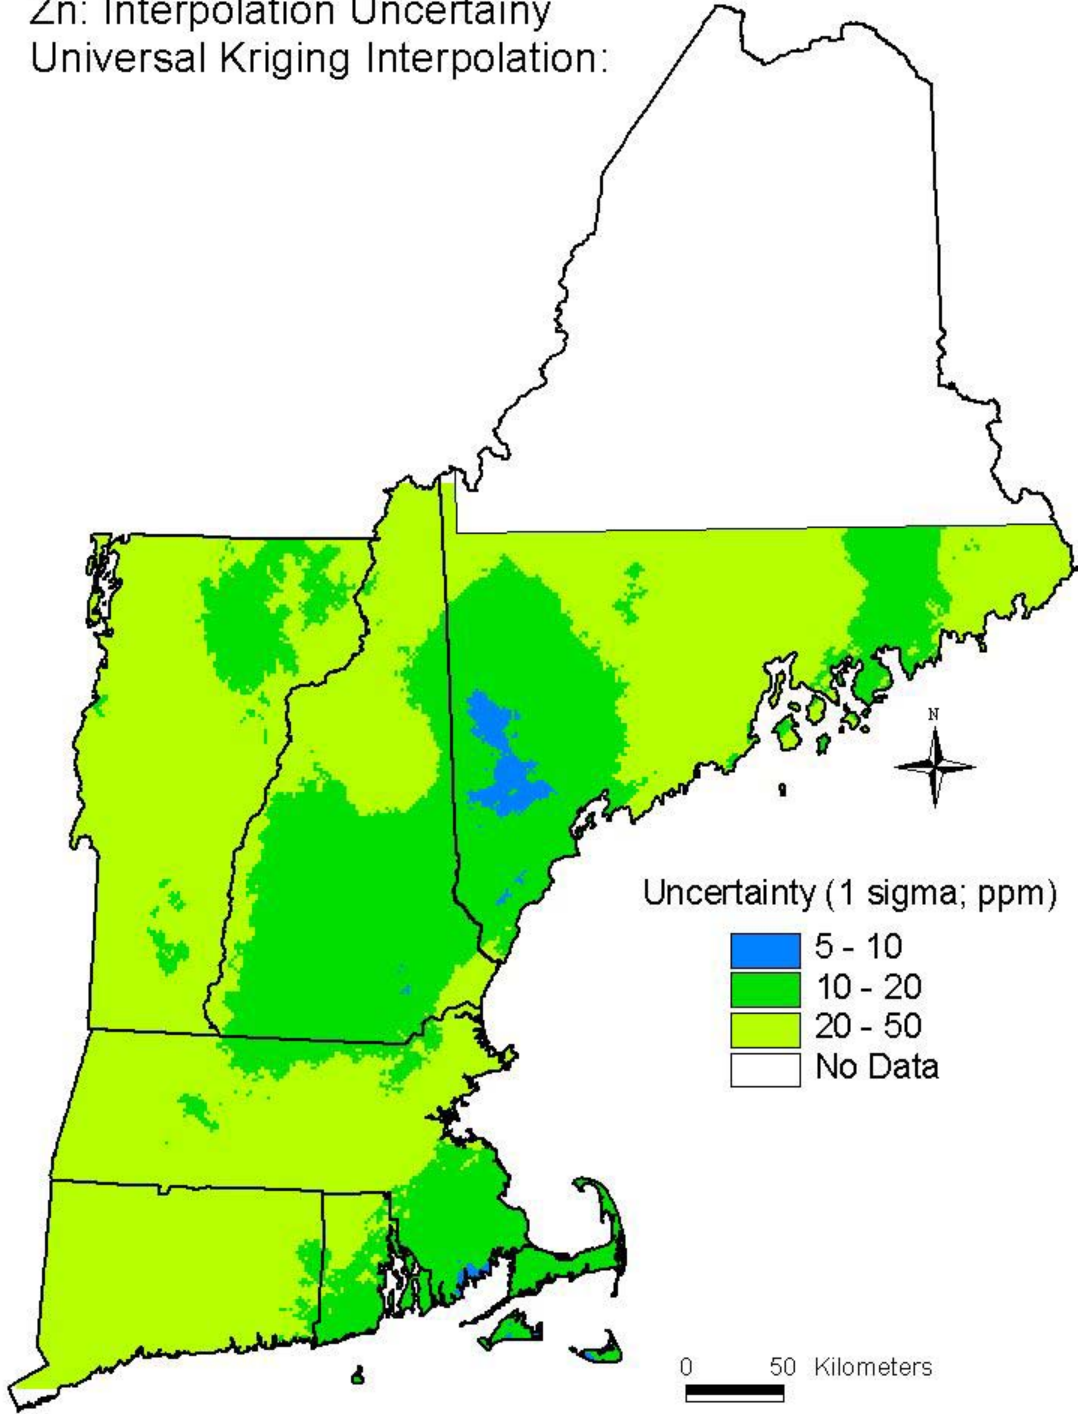 Zn: Interpolation Uncertainy
Universal Kriging Interpolation:
N
Uncertainty (1 sigma; ppm)
5 - 10
10 - 20
20 - 50
No Data
0 50 Kilometers